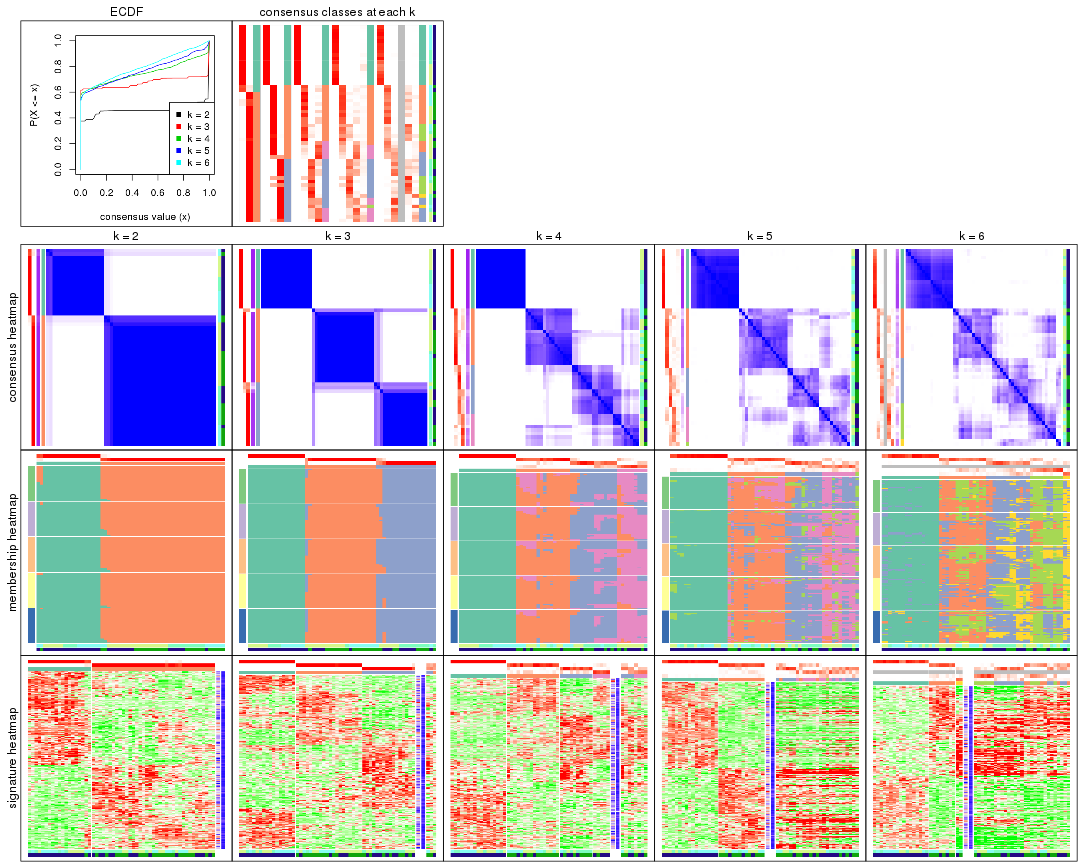 ECDF
consensus classes at each k
P(X <= x)
1.0
0.8
0.6
0.4
0.2
0.0
k = 2
k = 3
k = 4
k = 5
k = 6
0.0 0.2 0.4 0.6 0.8 1.0
consensus value (x)
k = 2
k = 3
k = 4
k = 5
k = 6
consensus heatmap
membership heatmap
signature heatmap